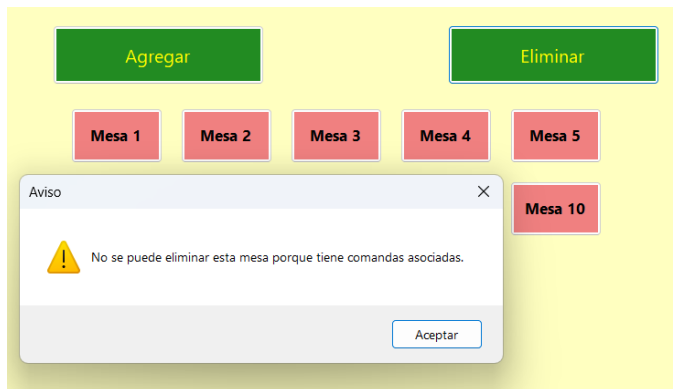 Agregar
Eliminar
Mesa 1
Mesa 2
Mesa 3
Mesa 4
Mesa 5
Mesa 10
Aviso
No se puede eliminar esta mesa porque tiene comandas asociadas.
Aceptar